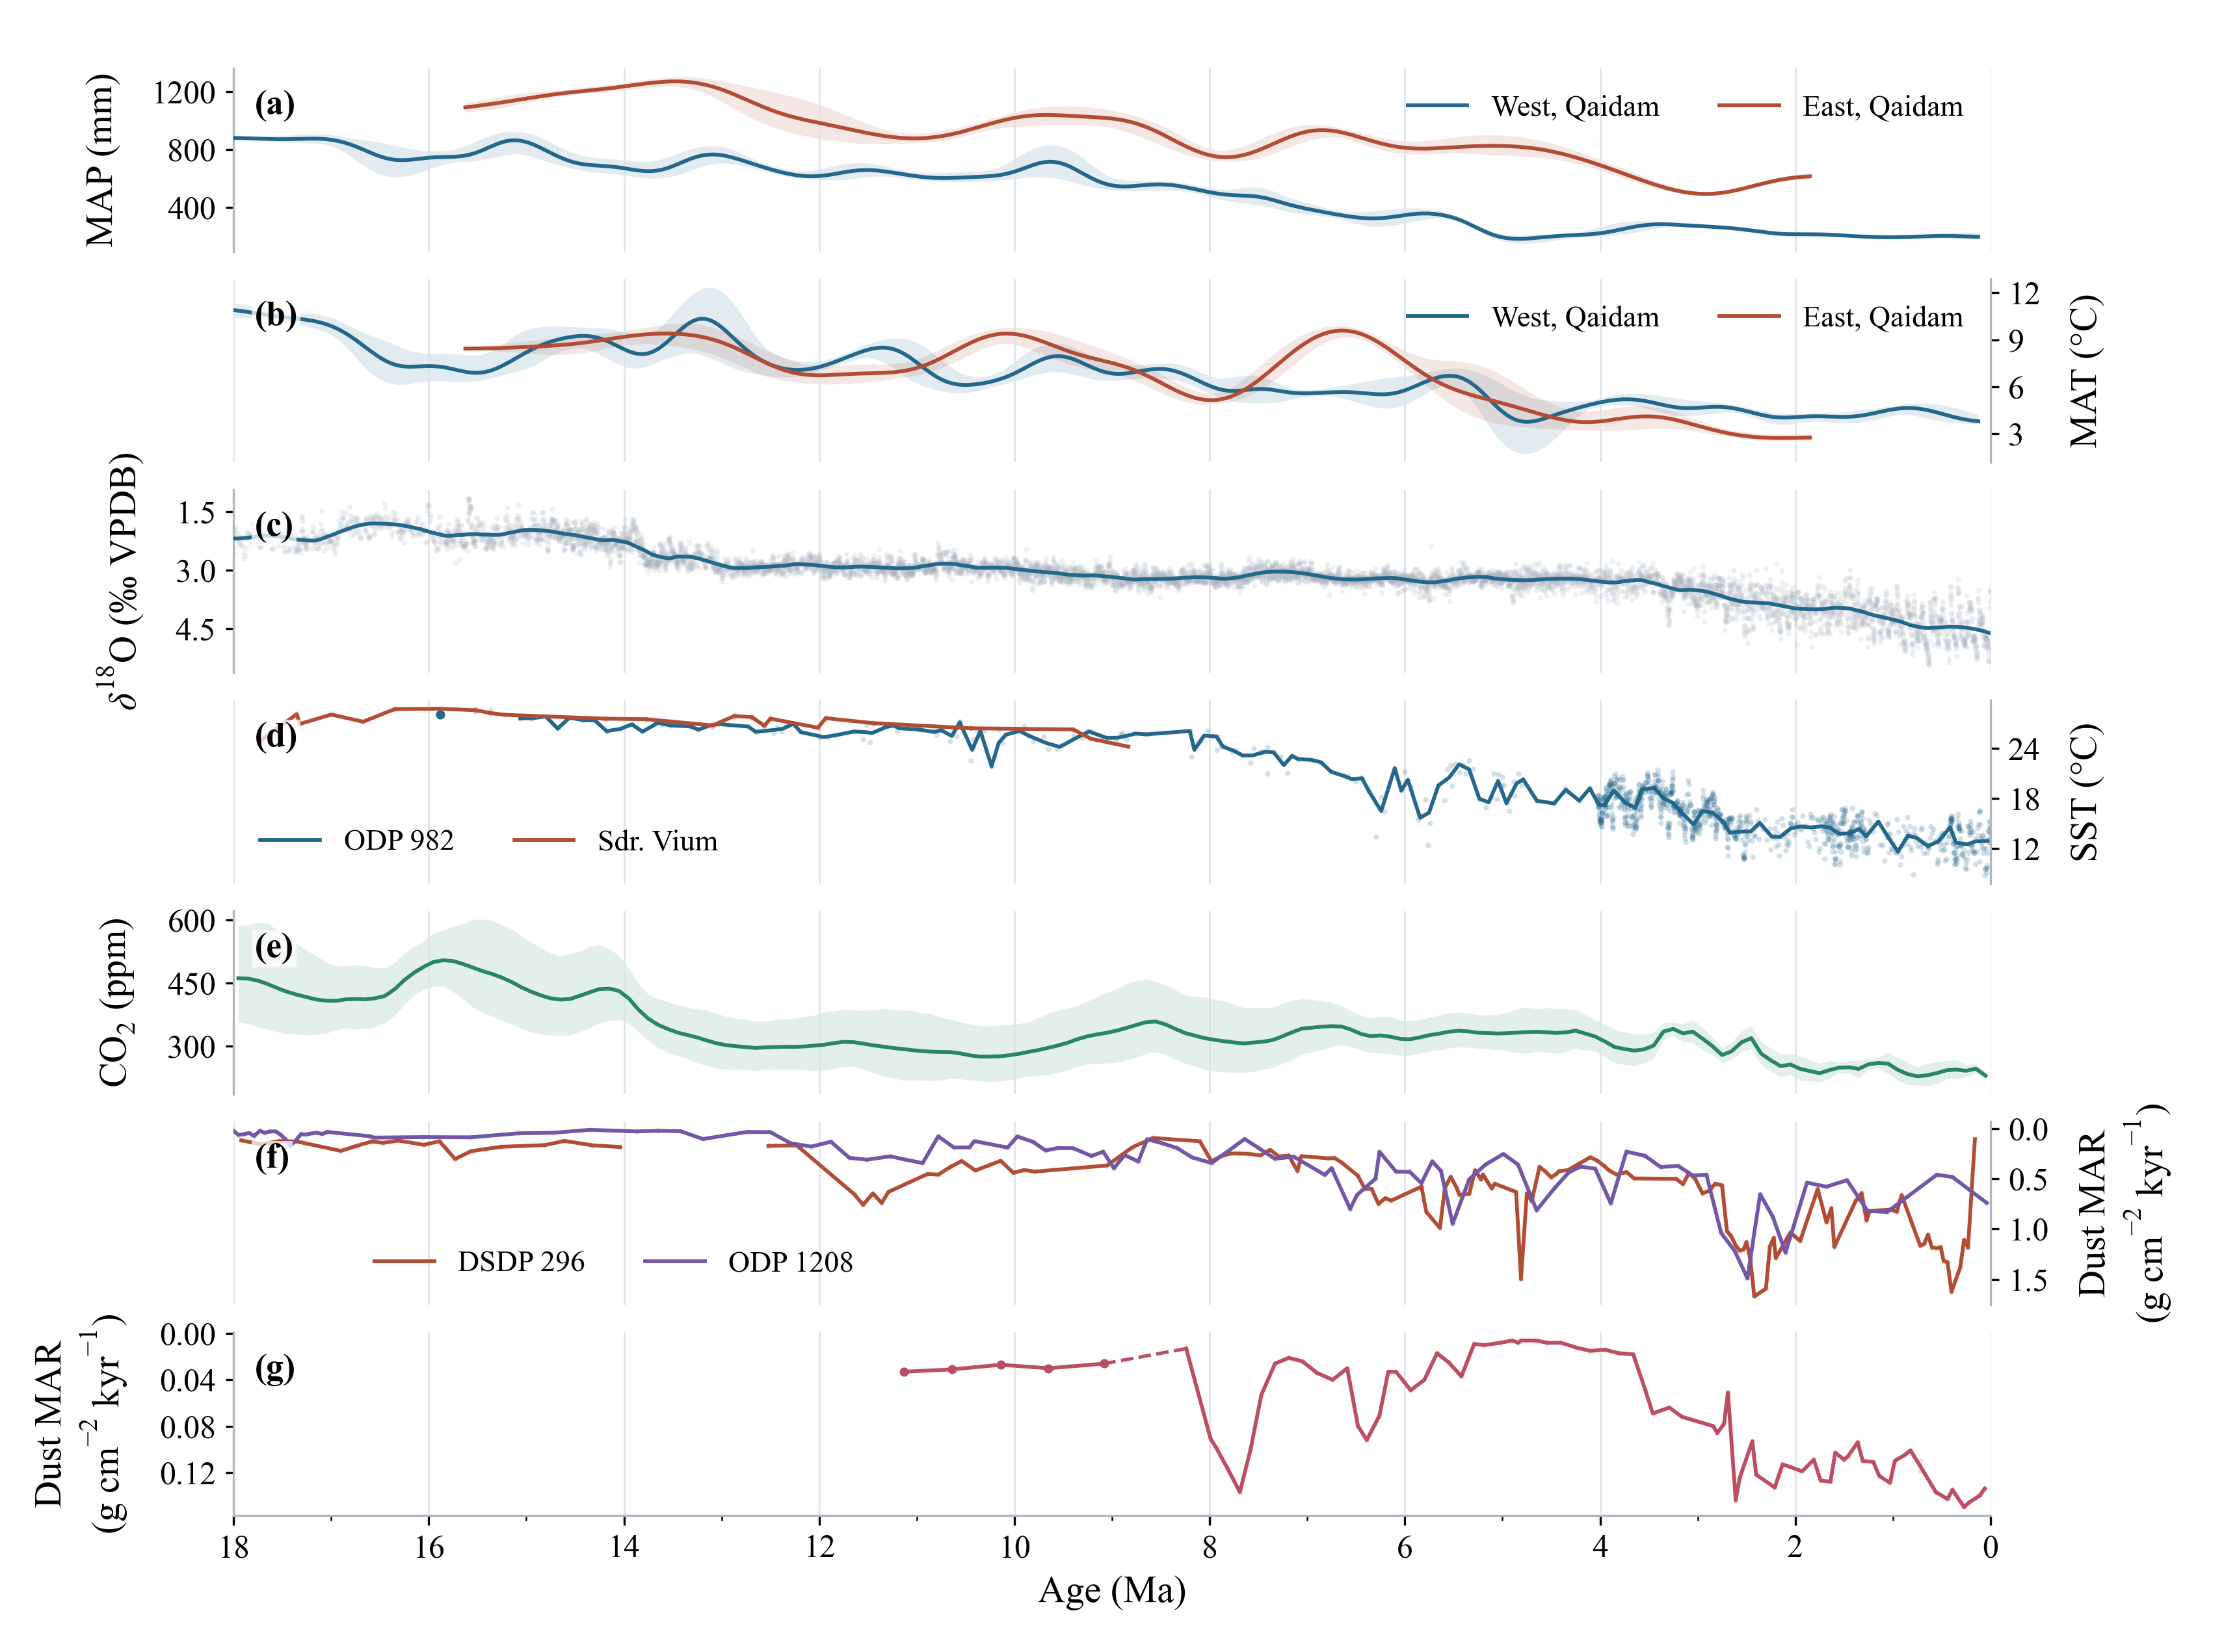 MAP (mm)
1200
800
400
(a)
West, Qaidam
East, Qaidam
(b)
West, Qaidam
East, Qaidam
12
9
6
3
MAT (°C)
δ¹⁸O (‰ VPDB)
1.5
3.0
4.5
(c)
(d)
ODP 982
Sdr. Vium
24
18
12
SST (°C)
CO₂ (ppm)
600
450
300
(e)
(f)
DSDP 296
ODP 1208
0.0
0.5
1.0
1.5
Dust MAR
(g cm⁻² kyr⁻¹)
Dust MAR
(g cm⁻² kyr⁻¹)
0.00
0.04
0.08
0.12
(g)
18 16 14 12 10 8 6 4 2 0
Age (Ma)